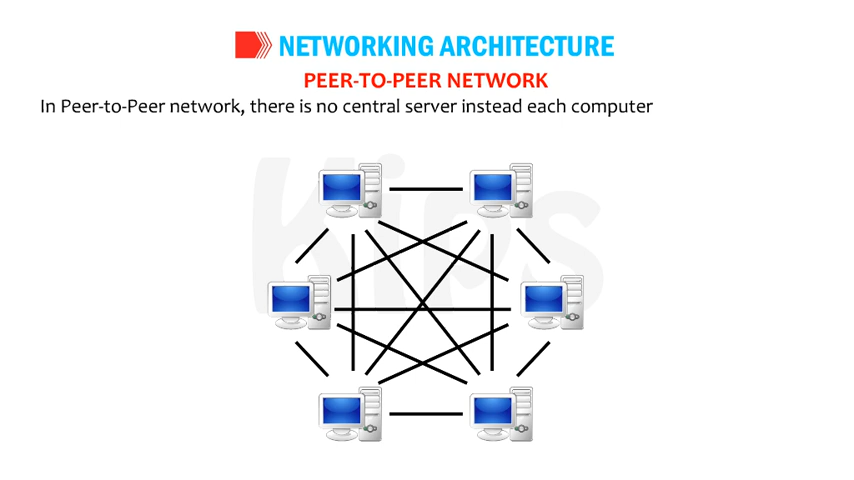 NETWORKING ARCHITECTURE
PEER-TO-PEER NETWORK
In Peer-to-Peer network, there is no central server instead each computer
Kips